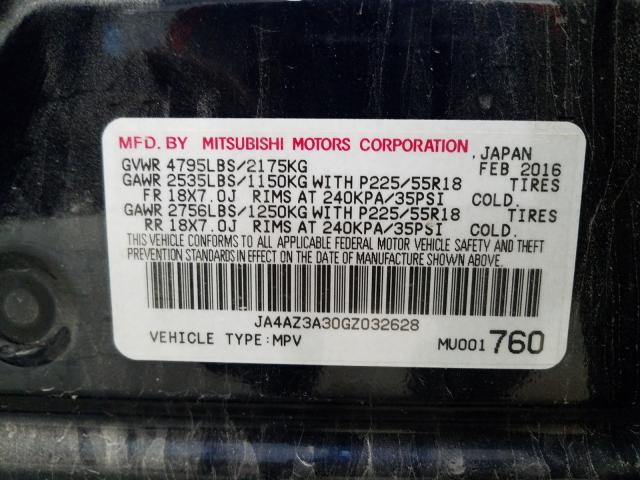 MFD. BY MITSUBISHI MOTORS CORPORATION, JAPAN
GVWR 4795LBS/2175KG FEB 2016
GAWR 2535LBS/1150KG WITH P225/55R18 TIRES
FR 18X7.0J RIMS AT 240KPA/35PSI COLD.
GAWR 2756LBS/1250KG WITH P225/55R18 TIRES
RR 18X7.0J RIMS AT 240KPA/35PSI COLD.
THIS VEHICLE CONFORMS TO ALL APPLICABLE FEDERAL MOTOR VEHICLE SAFETY AND THEFT
PREVENTION STANDARDS IN EFFECT ON THE DATE OF MANUFACTURE SHOWN ABOVE.
JA4AZ3A30GZ032628
VEHICLE TYPE:MPV MU001760